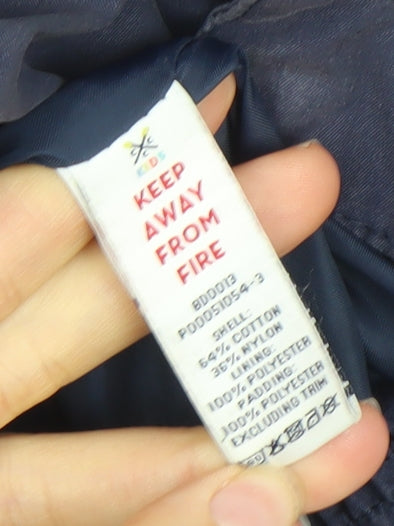 KIDS
KEEP
AWAY
FROM
FIRE
BDD013
PO0051054-3
SHELL:
64% COTTON
36% NYLON
LINING:
100% POLYESTER
PADDING:
100% POLYESTER
EXCLUDING TRIM